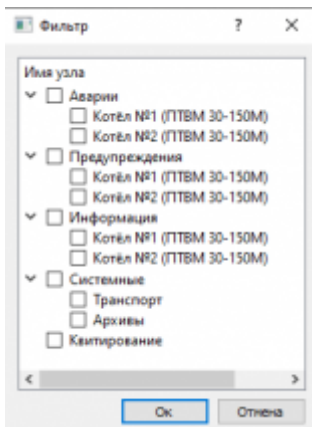 Фильтр ? ×
Имя узла
Аварии
Котёл №1 (ПТВМ 30-150М)
Котёл №2 (ПТВМ 30-150М)
Предупреждения
Котёл №1 (ПТВМ 30-150М)
Котёл №2 (ПТВМ 30-150М)
Информация
Котёл №1 (ПТВМ 30-150М)
Котёл №2 (ПТВМ 30-150М)
Системные
Транспорт
Архивы
Квитирование
Ок Отмена